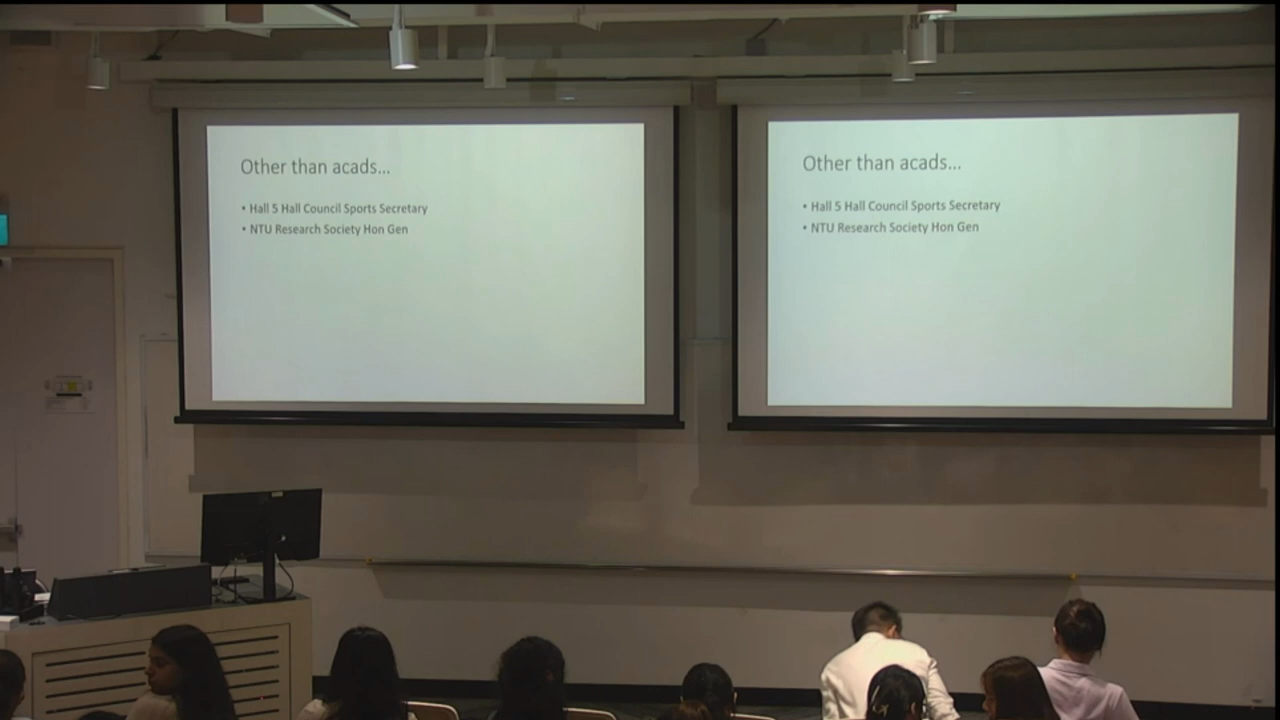 Other than acads...
• Hall 5 Hall Council Sports Secretary
• NTU Research Society Hon Gen
Other than acads...
• Hall 5 Hall Council Sports Secretary
• NTU Research Society Hon Gen